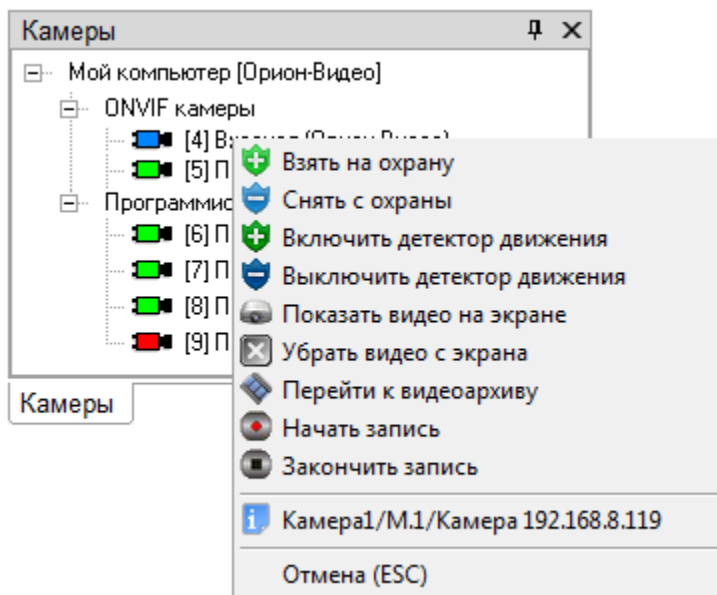 Камеры
Мой компьютер [Орион-Видео]
ONVIF камеры
[4]
[5] П
[6] П
[7] П
[8] П
[9] П
Камеры
Взять на охрану
Снять с охраны
Включить детектор движения
Выключить детектор движения
Показать видео на экране
Убрать видео с экрана
Перейти к видеоархиву
Начать запись
Закончить запись
Камера1/М.1/Камера 192.168.8.119
Отмена (ESC)